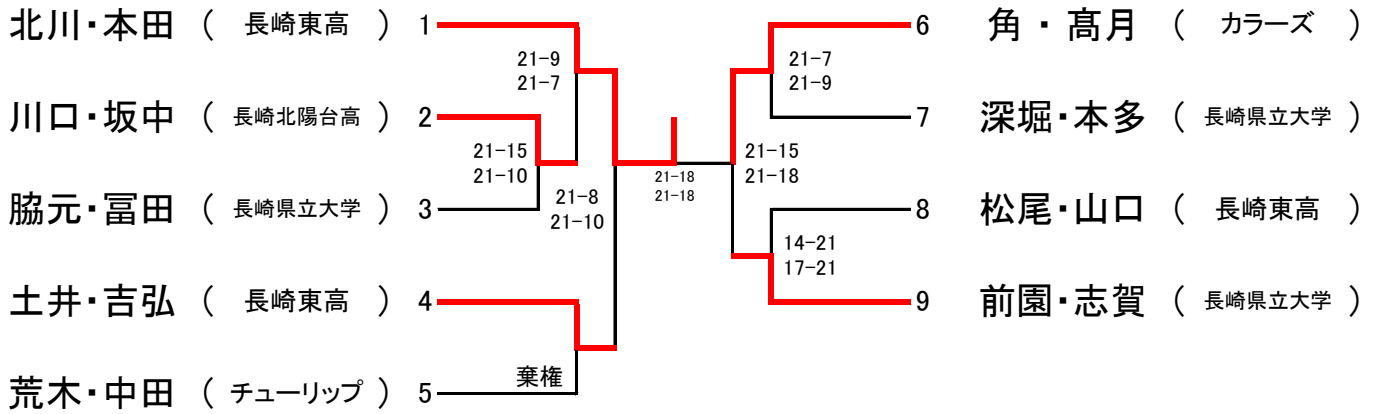 北川・本田 ( 長崎東高 ) 1
21-9
21-7
川口・坂中 ( 長崎北陽台高 ) 2
21-15
21-10
脇元・冨田 ( 長崎県立大学 ) 3
21-8
21-10
土井・吉弘 ( 長崎東高 ) 4
荒木・中田 ( チューリップ ) 5
棄権
21-18
21-18
6 角・髙月 ( カラーズ )
21-7
21-9
7 深堀・本多 ( 長崎県立大学 )
21-15
21-18
8 松尾・山口 ( 長崎東高 )
14-21
17-21
9 前園・志賀 ( 長崎県立大学 )